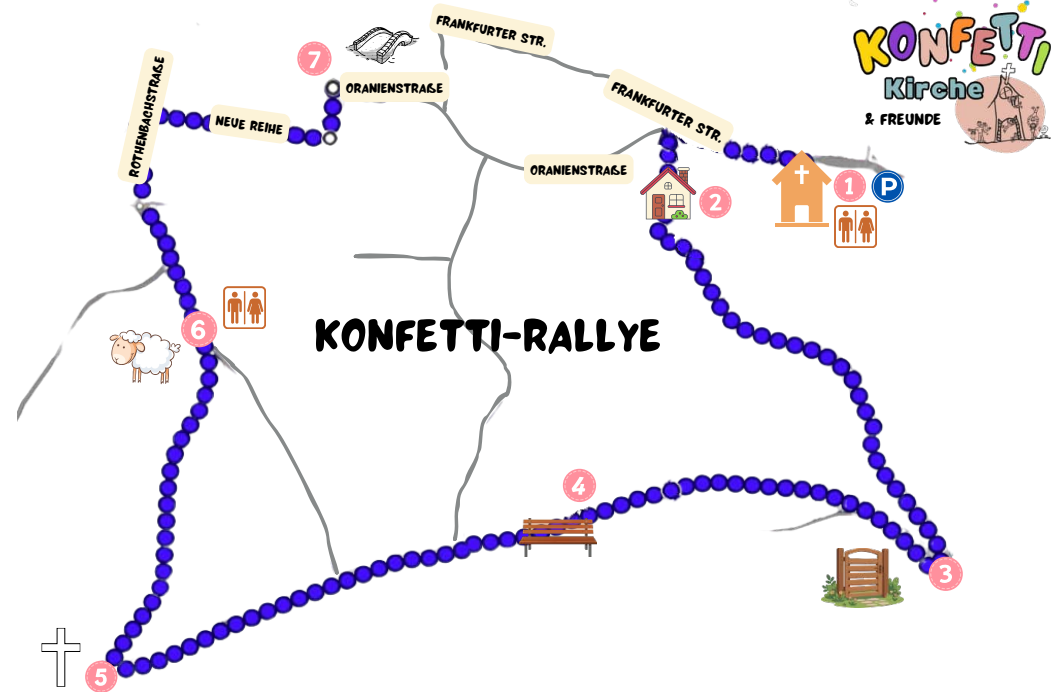 KONFETTI
Kirche
& FREUNDE
FRANKFURTER STR.
7
ORANIENSTRAßE
ROTHENBACHSTRAßE
NEUE REIHE
FRANKFURTER STR.
ORANIENSTRAßE
1
P
2
6
KONFETTI-RALLYE
4
3
5